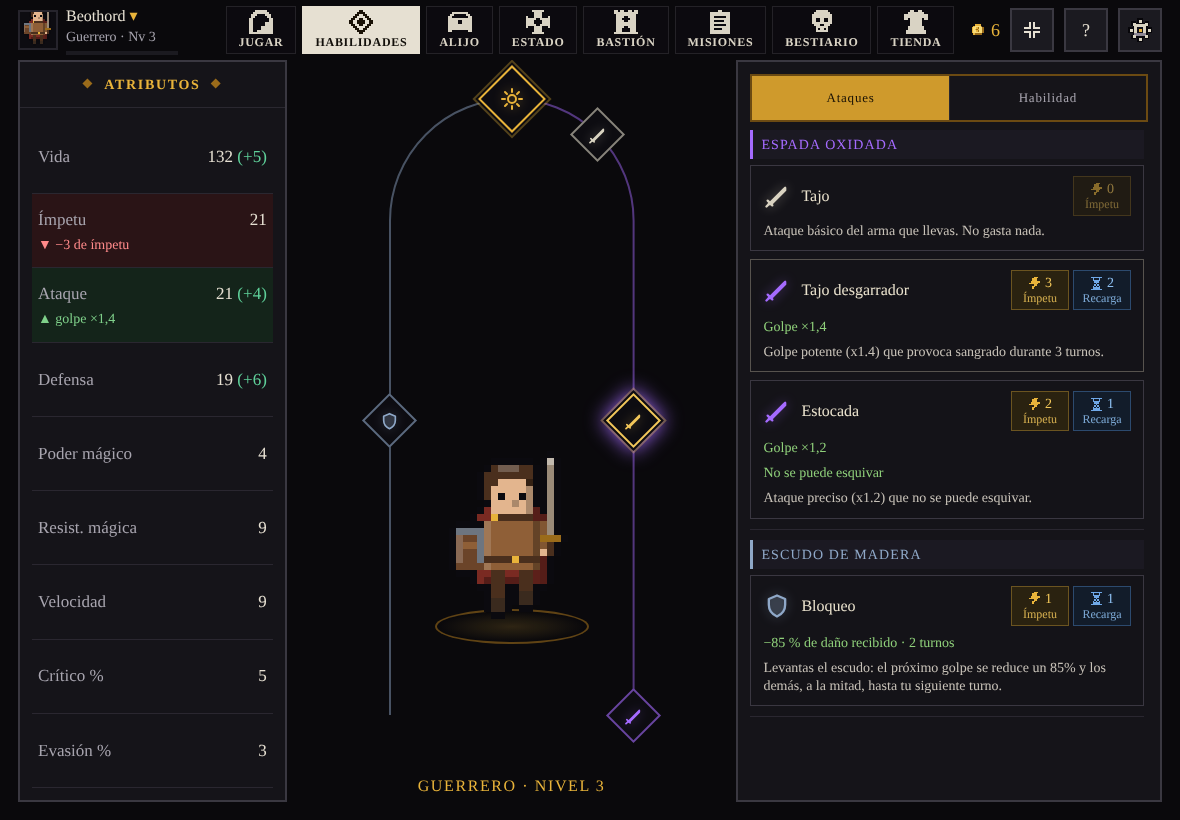 Beothord ▾
Guerrero · Nv 3
JUGAR
HABILIDADES
ALIJO
ESTADO
BASTIÓN
MISIONES
BESTIARIO
TIENDA
6
?
ATRIBUTOS
Vida 132 (+5)
Ímpetu 21
▼ −3 de ímpetu
Ataque 21 (+4)
▲ golpe ×1,4
Defensa 19 (+6)
Poder mágico 4
Resist. mágica 9
Velocidad 9
Crítico % 5
Evasión % 3
GUERRERO · NIVEL 3
Ataques Habilidad
ESPADA OXIDADA
Tajo 0
Ímpetu
Ataque básico del arma que llevas. No gasta nada.
Tajo desgarrador 3 2
Ímpetu Recarga
Golpe ×1,4
Golpe potente (x1.4) que provoca sangrado durante 3 turnos.
Estocada 2 1
Ímpetu Recarga
Golpe ×1,2
No se puede esquivar
Ataque preciso (x1.2) que no se puede esquivar.
ESCUDO DE MADERA
Bloqueo 1 1
Ímpetu Recarga
−85 % de daño recibido · 2 turnos
Levantas el escudo: el próximo golpe se reduce un 85% y los
demás, a la mitad, hasta tu siguiente turno.